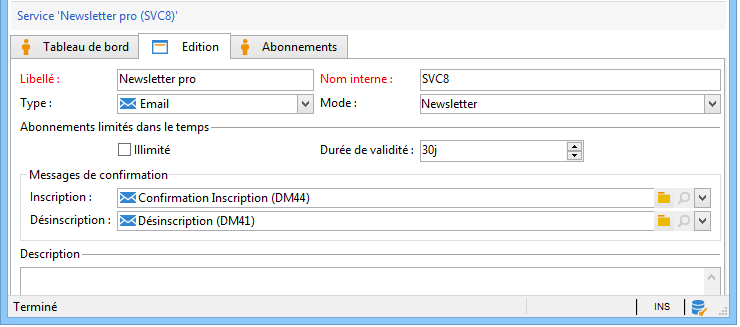 Service 'Newsletter pro (SVC8)'
Tableau de bord Edition Abonnements
Libellé : Newsletter pro Nom interne : SVC8
Type : Email Mode : Newsletter
Abonnements limités dans le temps
Illimité Durée de validité : 30j
Messages de confirmation
Inscription : Confirmation Inscription (DM44)
Désinscription : Désinscription (DM41)
Description
Terminé INS